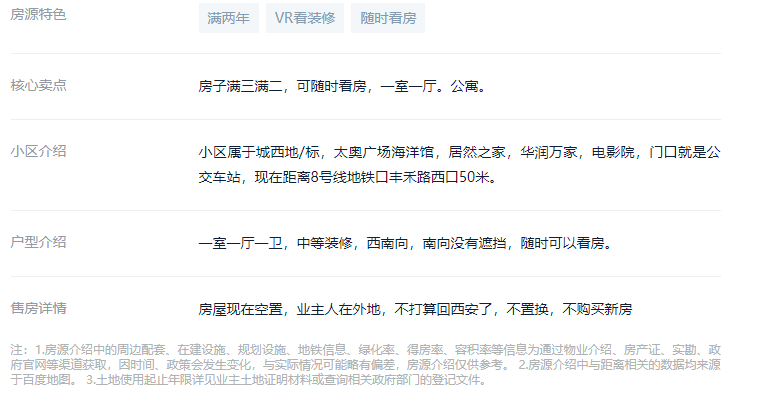 房源特色
满两年 VR看装修 随时看房
核心卖点
房子满三满二，可随时看房，一室一厅。公寓。
小区介绍
小区属于城西地/标，太奥广场海洋馆，居然之家，华润万家，电影院，门口就是公
交车站，现在距离8号线地铁口丰禾路西口50米。
户型介绍
一室一厅一卫，中等装修，西南向，南向没有遮挡，随时可以看房。
售房详情
房屋现在空置，业主人在外地，不打算回西安了，不置换，不购买新房
注：1.房源介绍中的周边配套、在建设施、规划设施、地铁信息、绿化率、得房率、容积率等信息为通过物业介绍、房产证、实勘、政
府官网等渠道获取，因时间、政策会发生变化，与实际情况可能略有偏差，房源介绍仅供参考。 2.房源介绍中与距离相关的数据均来源
于百度地图。 3.土地使用起止年限详见业主土地证明材料或查询相关政府部门的登记文件。